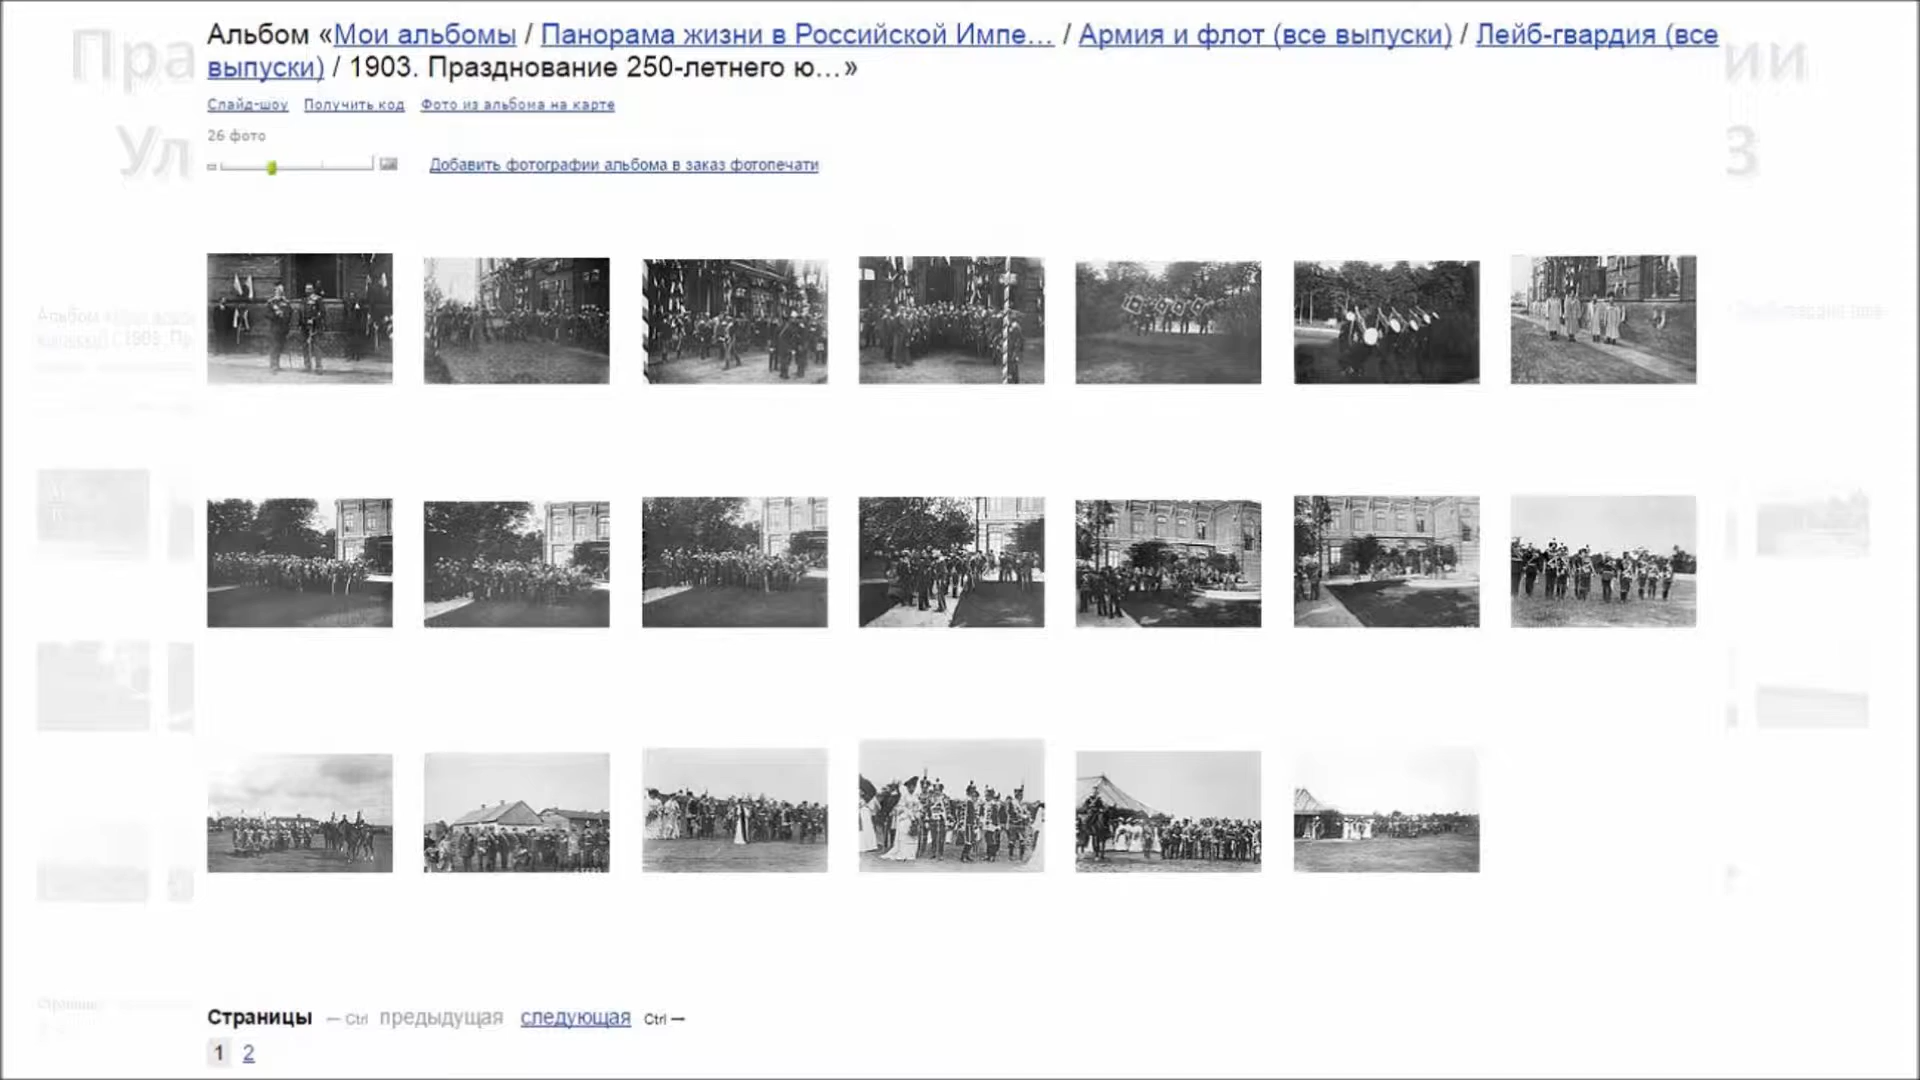 Альбом «Мои альбомы / Панорама жизни в Российской Импе... / Армия и флот (все выпуски) / Лейб-гвардия (все
выпуски) / 1903. Празднование 250-летнего ю...»
Слайд-шоу Получить код Фото из альбома на карте
26 фото
Добавить фотографии альбома в заказ фотопечати
Страницы ← Ctrl предыдущая следующая Ctrl →
1 2